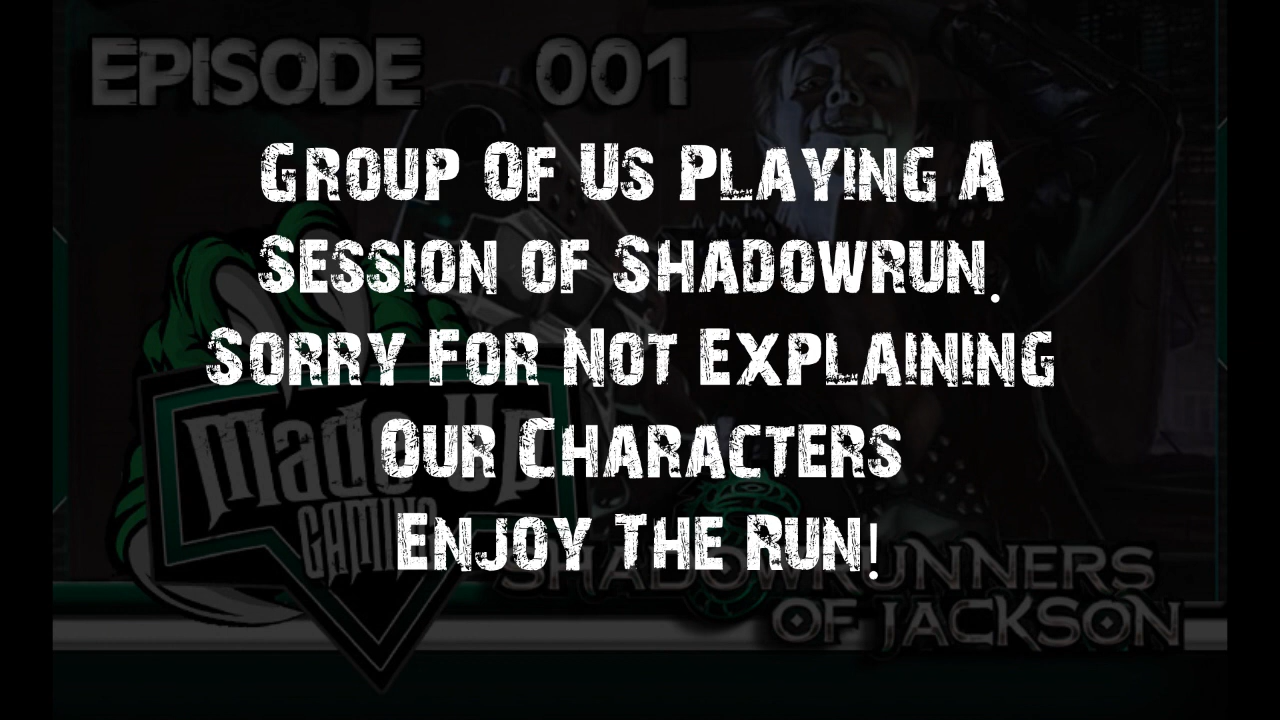 EPISODE 001
GROUP OF US PLAYING A
SESSION OF SHADOWRUN.
SORRY FOR NOT EXPLAINING
OUR CHARACTERS
ENJOY THE RUN!
Made Up
GAMING
SHADOWRUNNERS
OF JACKSON